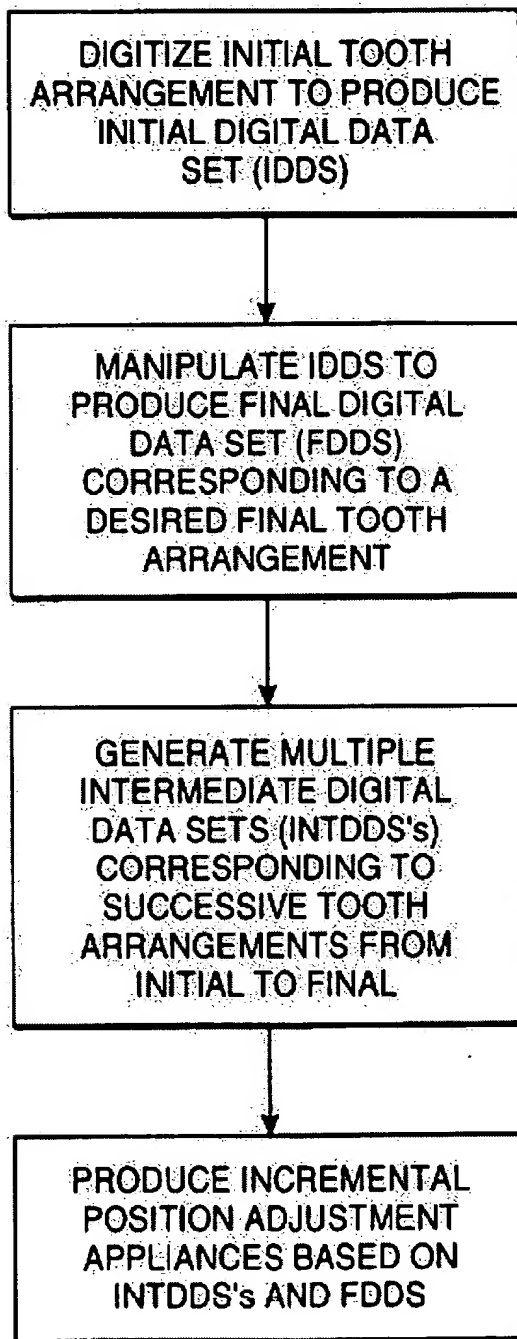 DIGITIZE INITIAL TOOTH
ARRANGEMENT TO PRODUCE
INITIAL DIGITAL DATA
SET (IDDS)
MANIPULATE IDDS TO
PRODUCE FINAL DIGITAL
DATA SET (FDDS)
CORRESPONDING TO A
DESIRED FINAL TOOTH
ARRANGEMENT
GENERATE MULTIPLE
INTERMEDIATE DIGITAL
DATA SETS (INTDDS's)
CORRESPONDING TO
SUCCESSIVE TOOTH
ARRANGEMENTS FROM
INITIAL TO FINAL
PRODUCE INCREMENTAL
POSITION ADJUSTMENT
APPLIANCES BASED ON
INTDDS's AND FDDS